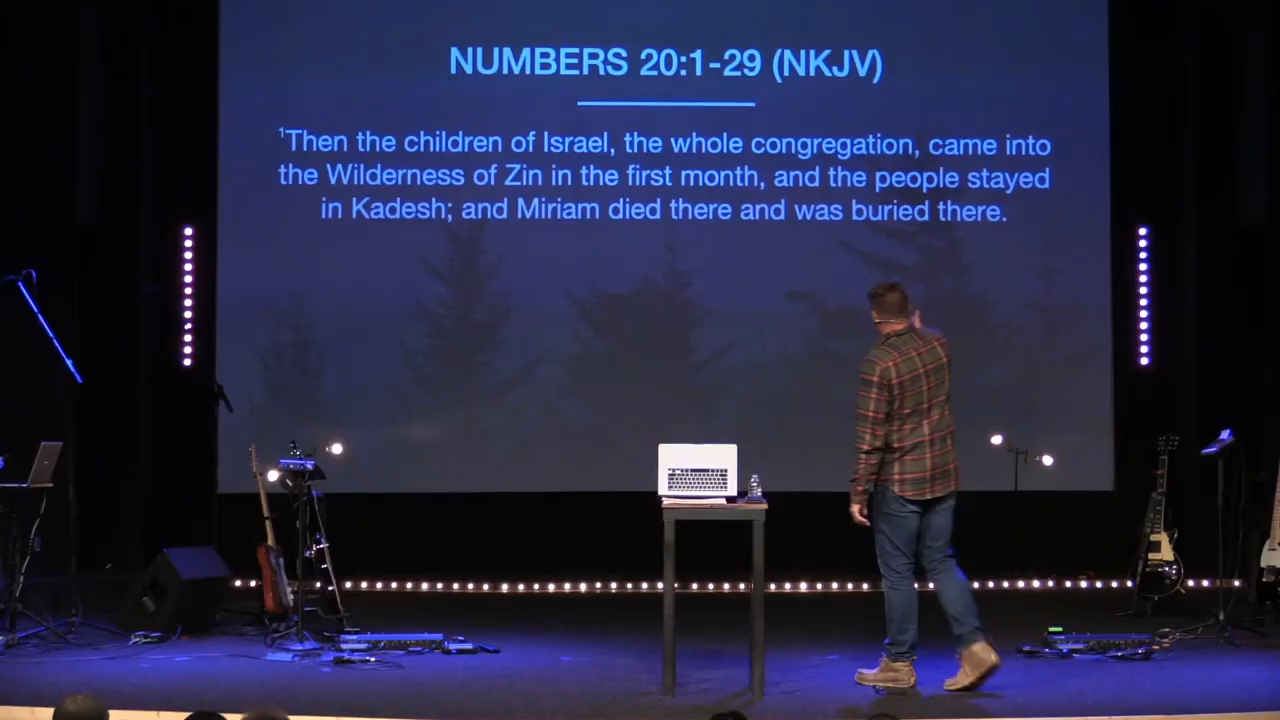 NUMBERS 20:1-29 (NKJV)
¹Then the children of Israel, the whole congregation, came into
the Wilderness of Zin in the first month, and the people stayed
in Kadesh; and Miriam died there and was buried there.